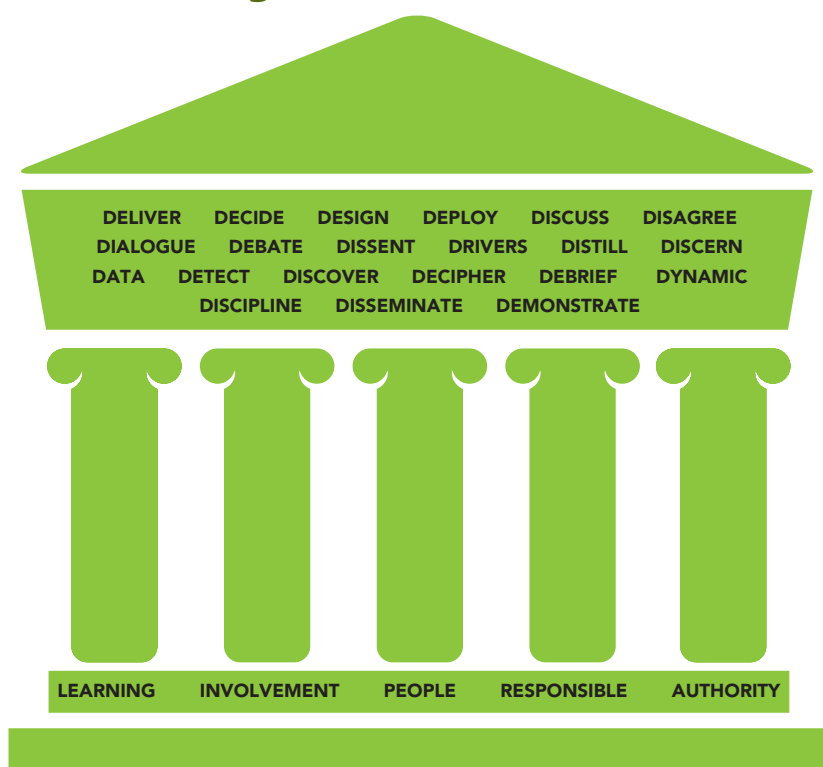 DELIVER DECIDE DESIGN DEPLOY DISCUSS DISAGREE
DIALOGUE DEBATE DISSENT DRIVERS DISTILL DISCERN
DATA DETECT DISCOVER DECIPHER DEBRIEF DYNAMIC
DISCIPLINE DISSEMINATE DEMONSTRATE
LEARNING INVOLVEMENT PEOPLE RESPONSIBLE AUTHORITY